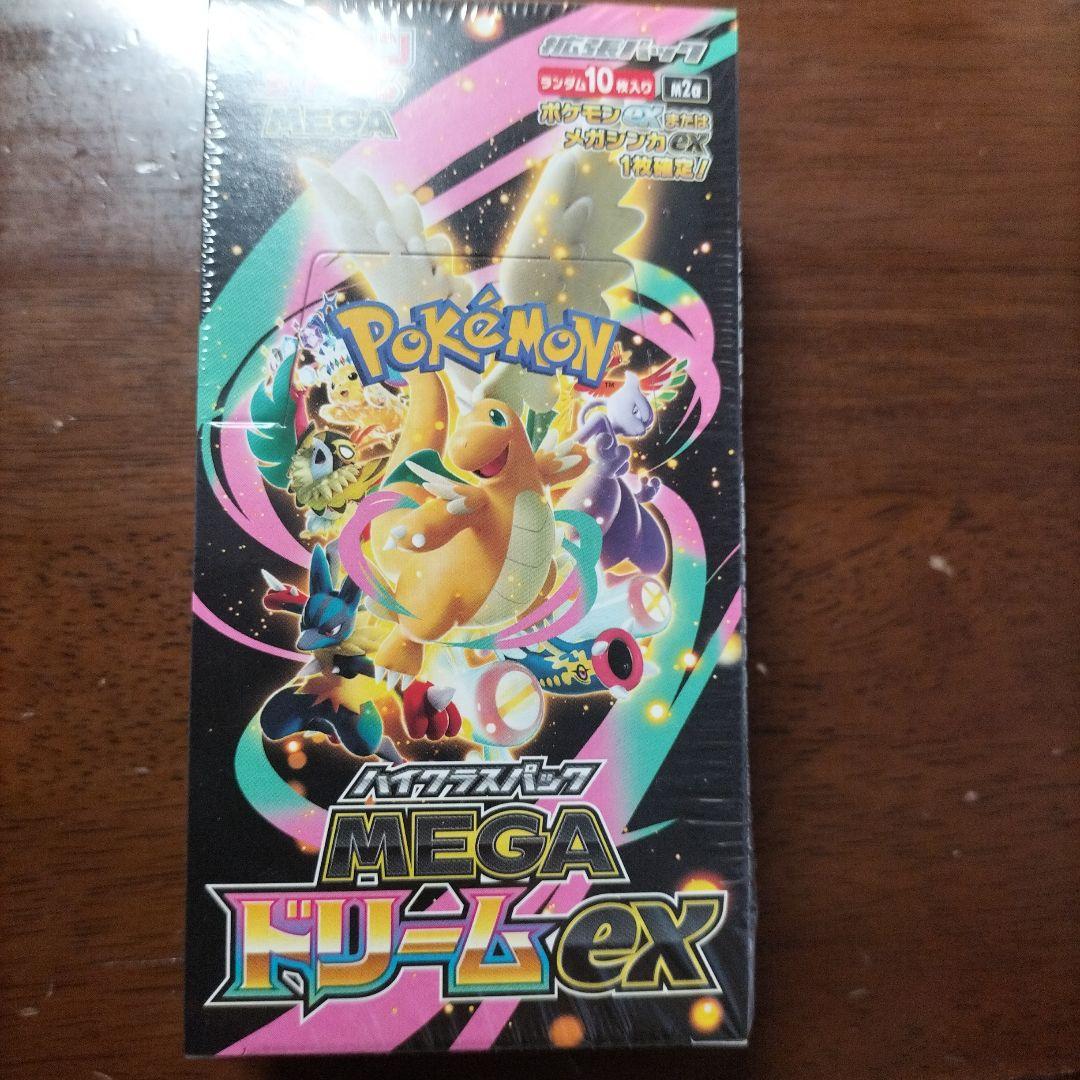 MEGA
拡張パック
ランダム10枚入り M2a
ポケモンexまたは
メガシンカex
1枚確定!
POKÉMON
TM
ハイクラスパック
MEGA
ドリームex